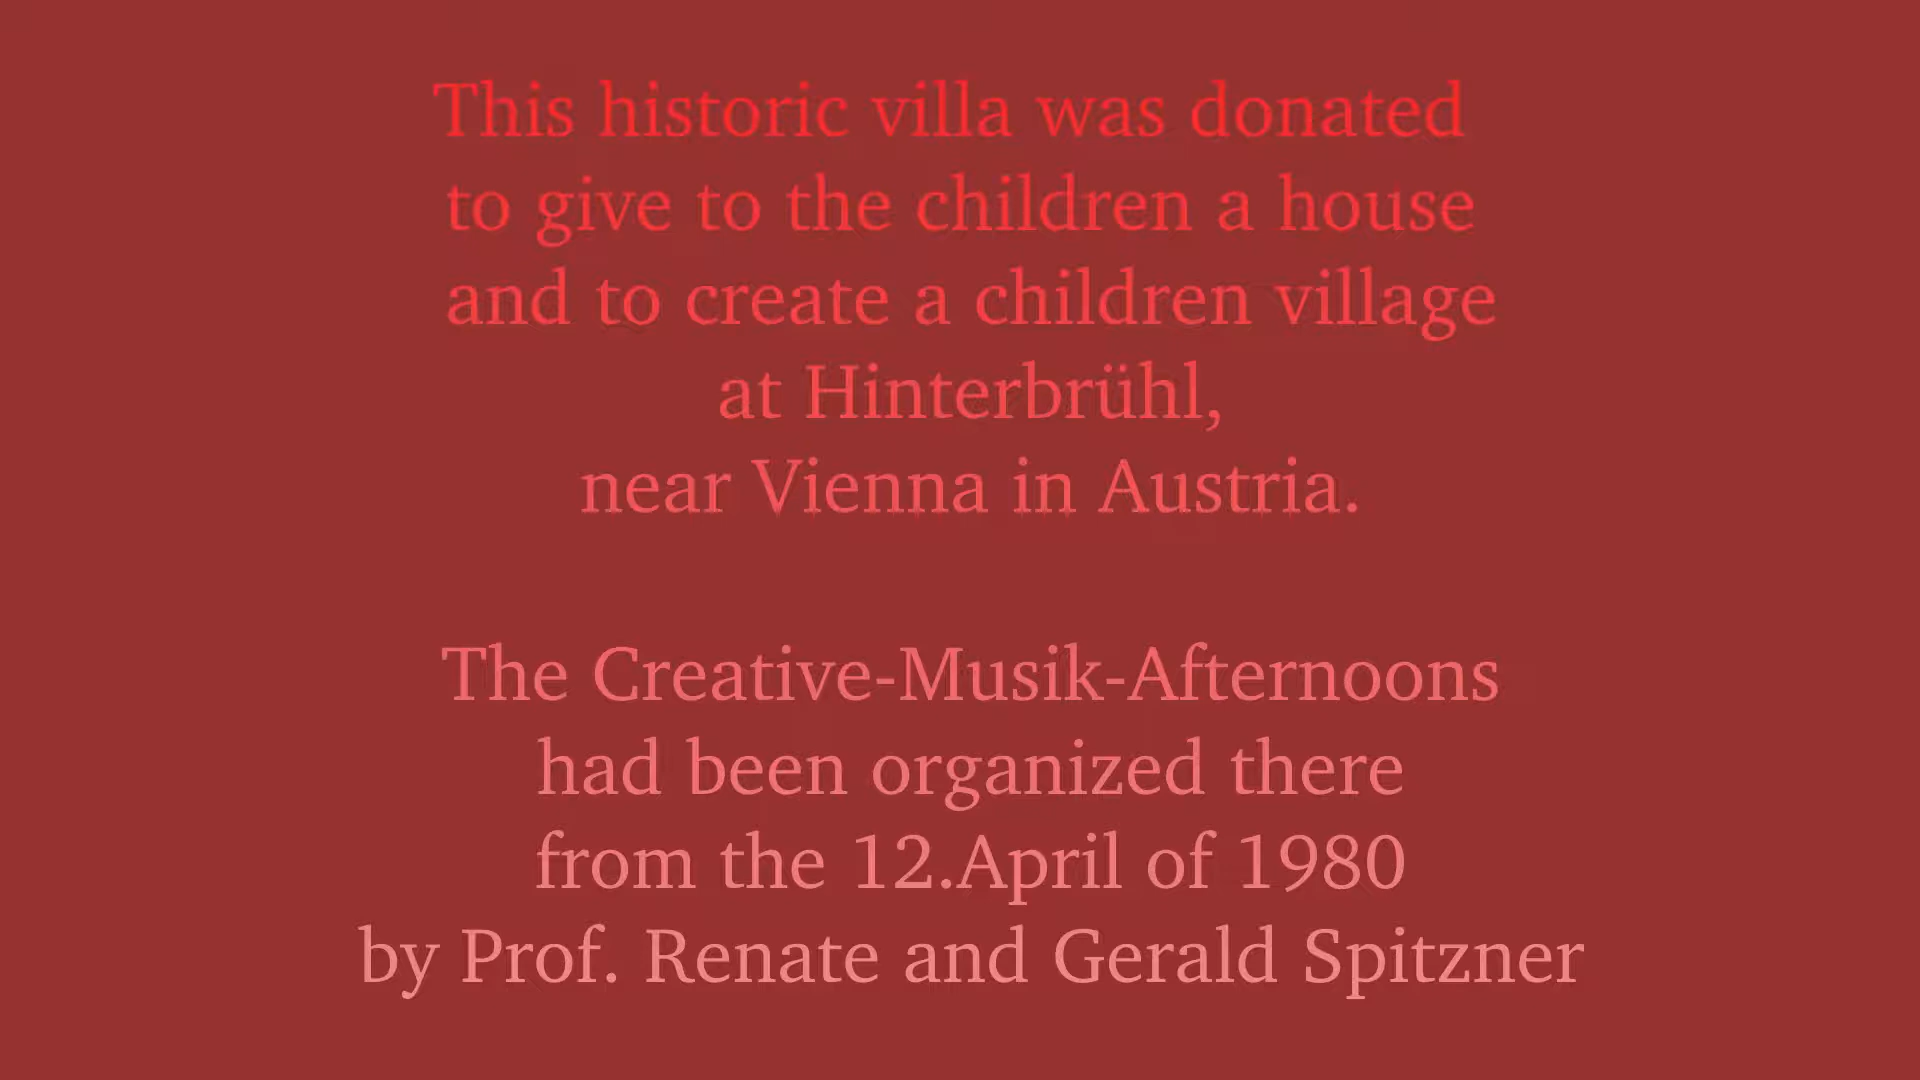 This historic villa was donated
to give to the children a house
and to create a children village
at Hinterbrühl,
near Vienna in Austria.
The Creative-Musik-Afternoons
had been organized there
from the 12.April of 1980
by Prof. Renate and Gerald Spitzner